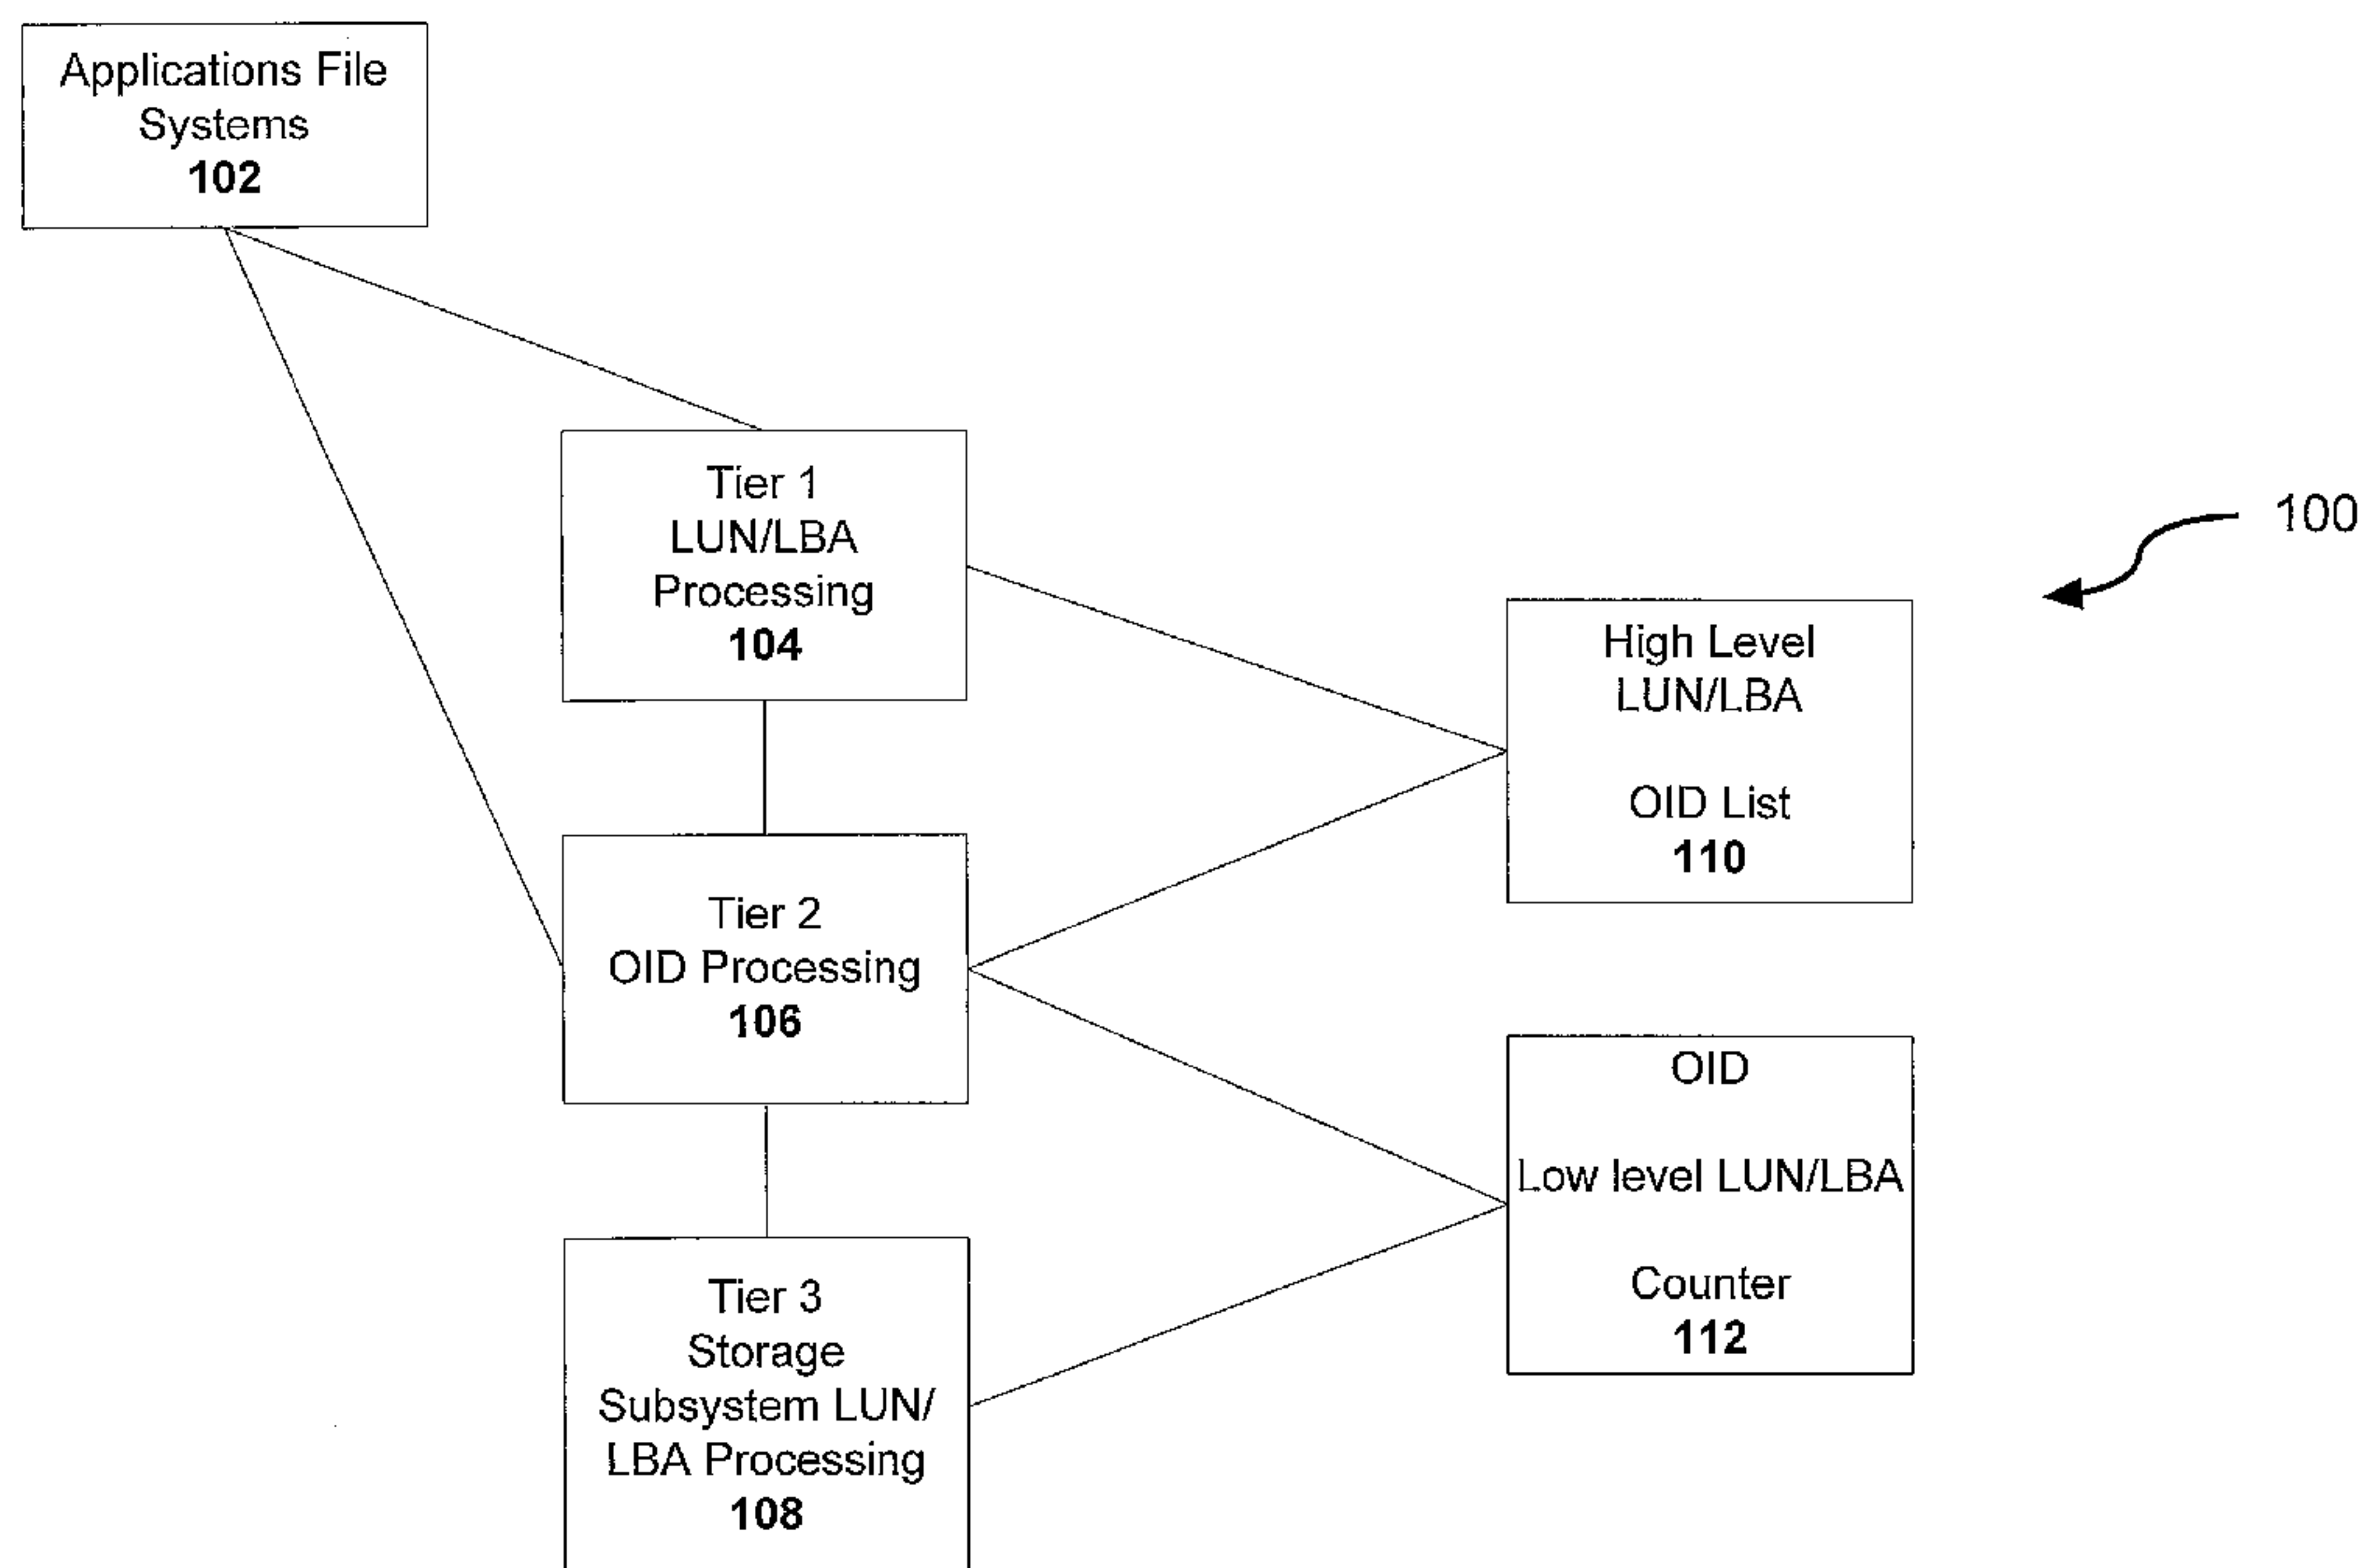 Applications File
Systems
102
Tier 1
LUN/LBA
Processing
104
100
High Level
LUN/LBA
OID List
110
Tier 2
OID Processing
106
OID
Low level LUN/LBA
Counter
112
Tier 3
Storage
Subsystem LUN/
LBA Processing
108